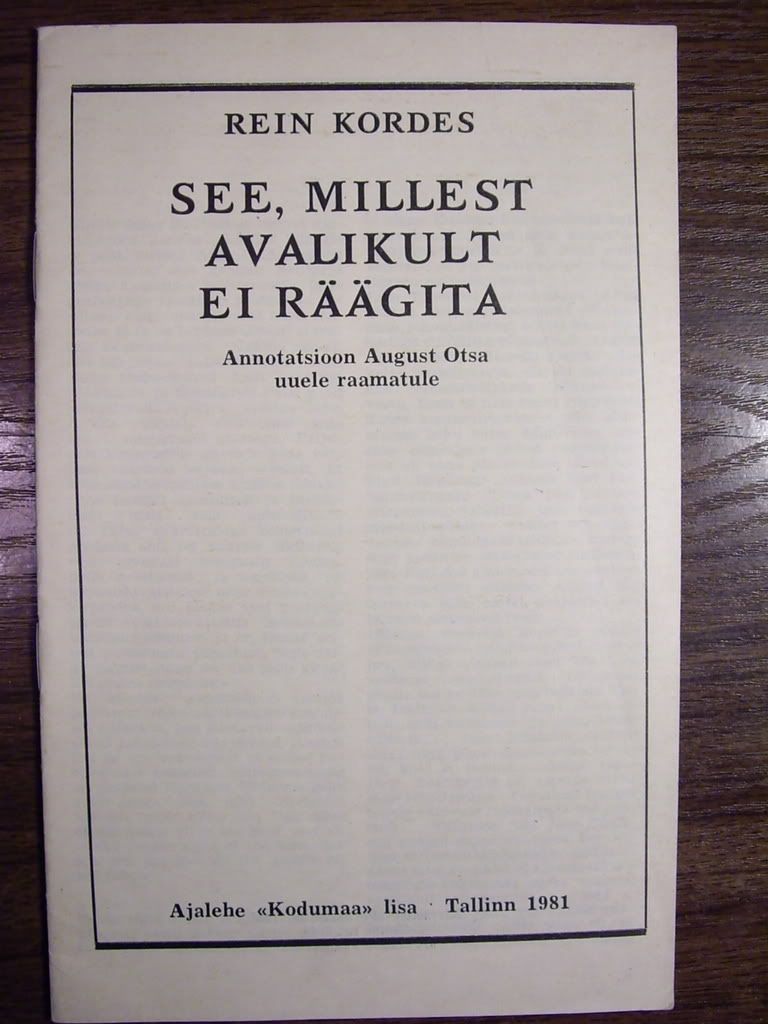 REIN KORDES
SEE, MILLEST
AVALIKULT
EI RÄÄGITA
Annotatsioon August Otsa
uuele raamatule
Ajalehe «Kodumaa» lisa · Tallinn 1981